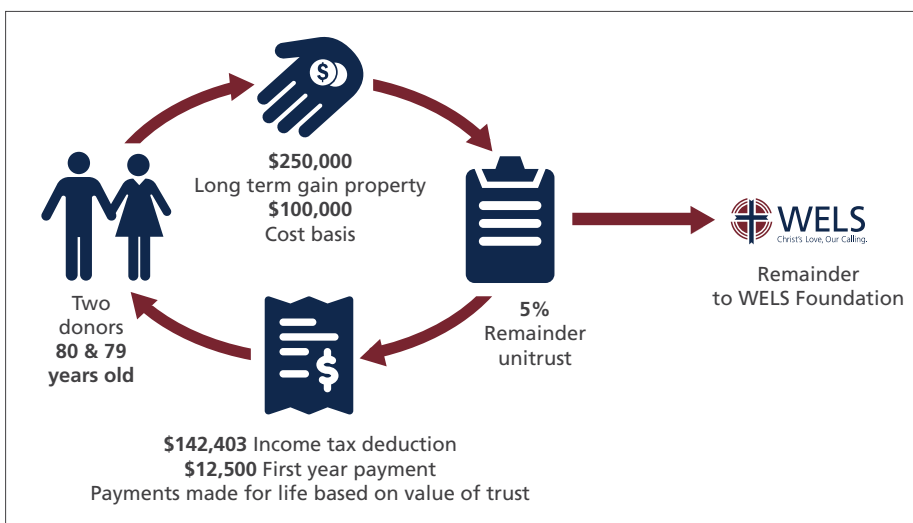 $
$250,000
Long term gain property
$100,000
Cost basis
Two
donors
80 & 79
years old
5%
Remainder
unitrust
WELS
Christ's Love, Our Calling.
Remainder
to WELS Foundation
$
$142,403 Income tax deduction
$12,500 First year payment
Payments made for life based on value of trust